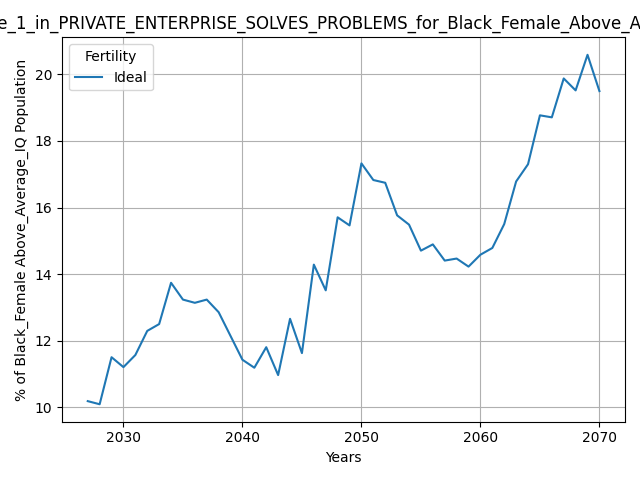 e_1_in_PRIVATE_ENTERPRISE_SOLVES_PROBLEMS_for_Black_Female_Above_A
Fertility
Ideal
% of Black_Female Above_Average_IQ Population
20
18
16
14
12
10
2030 2040 2050 2060 2070
Years